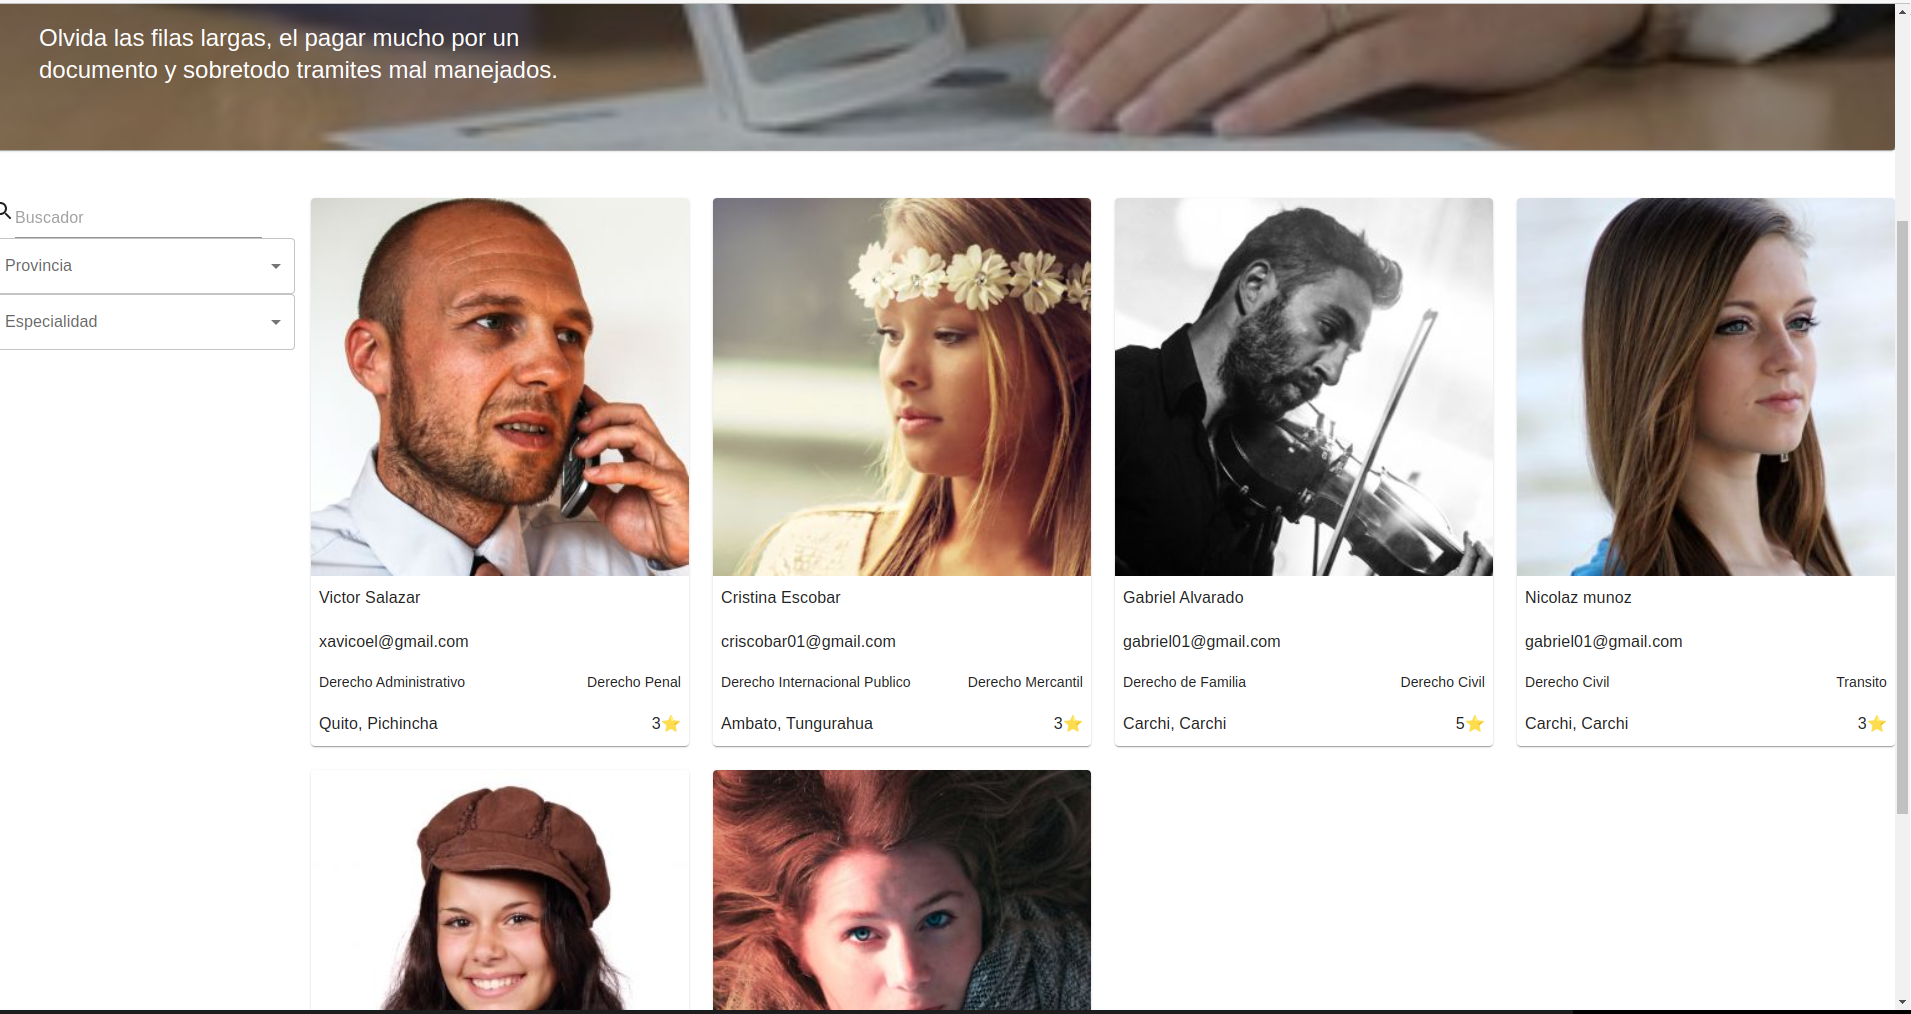 Olvida las filas largas, el pagar mucho por un
documento y sobretodo tramites mal manejados.
Buscador
Provincia
Especialidad
Victor Salazar
xavicoel@gmail.com
Derecho Administrativo Derecho Penal
Quito, Pichincha 3⭐
Cristina Escobar
criscobar01@gmail.com
Derecho Internacional Publico Derecho Mercantil
Ambato, Tungurahua 3⭐
Gabriel Alvarado
gabriel01@gmail.com
Derecho de Familia Derecho Civil
Carchi, Carchi 5⭐
Nicolaz munoz
gabriel01@gmail.com
Derecho Civil Transito
Carchi, Carchi 3⭐